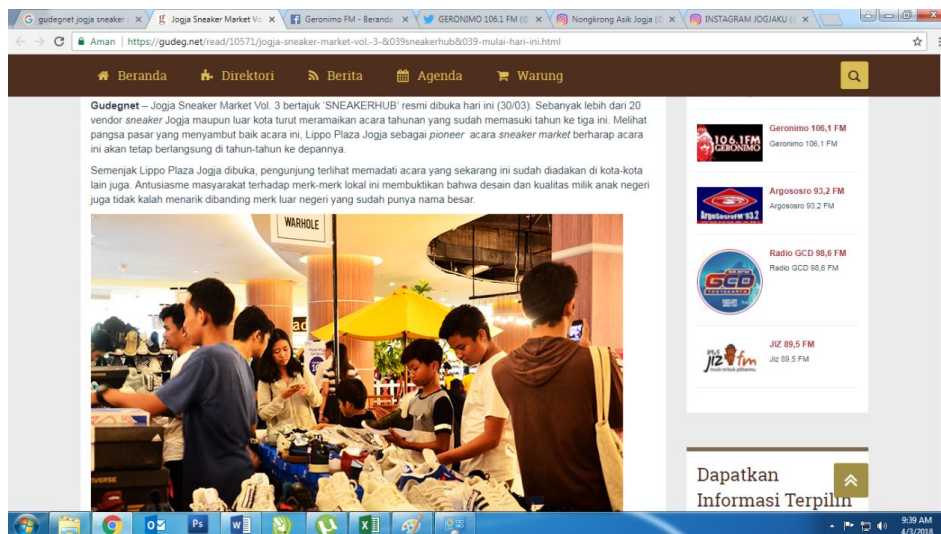 gudegnet jogja sneaker
Jogja Sneaker Market Vo
Geronimo FM - Beranda
GERONIMO 106.1 FM (@
Nongkrong Asik Jogja (
INSTAGRAM JOGJAKU (
Aman | https://gudeg.net/read/10571/jogja-sneaker-market-vol.-3-&039sneakerhub&039-mulai-hari-ini.html
Beranda Direktori Berita Agenda Warung
Gudegnet – Jogja Sneaker Market Vol. 3 bertajuk ‘SNEAKERHUB’ resmi dibuka hari ini (30/03). Sebanyak lebih dari 20
vendor sneaker Jogja maupun luar kota turut meramaikan acara tahunan yang sudah memasuki tahun ke tiga ini. Melihat
pangsa pasar yang menyambut baik acara ini, Lippo Plaza Jogja sebagai pioneer acara sneaker market berharap acara
ini akan tetap berlangsung di tahun-tahun ke depannya.
Semenjak Lippo Plaza Jogja dibuka, pengunjung terlihat memadati acara yang sekarang ini sudah diadakan di kota-kota
lain juga. Antusiasme masyarakat terhadap merk-merk lokal ini membuktikan bahwa desain dan kualitas milik anak negeri
juga tidak kalah menarik dibanding merk luar negeri yang sudah punya nama besar.
WARHOLE
106.1FM
GERONIMO
Geronimo 106,1 FM
Geronimo 106,1 FM
Argososro FM 93.2
Argososro 93,2 FM
Argososro 93,2 FM
GCD
Radio GCD 98,6 FM
Radio GCD 98,6 FM
JIZ fm
JIZ 89,5 FM
Jiz 89,5 FM
Dapatkan
Informasi Terpilih
9:39 AM
4/3/2018